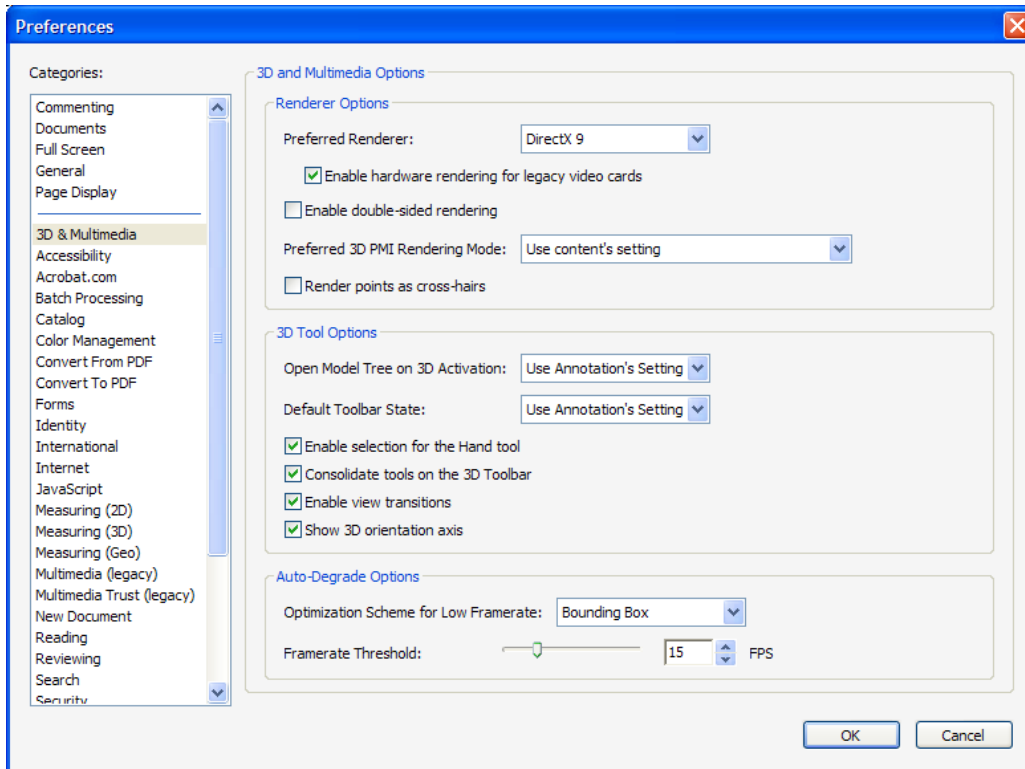 Preferences
Categories:
Commenting
Documents
Full Screen
General
Page Display
3D & Multimedia
Accessibility
Acrobat.com
Batch Processing
Catalog
Color Management
Convert From PDF
Convert To PDF
Forms
Identity
International
Internet
JavaScript
Measuring (2D)
Measuring (3D)
Measuring (Geo)
Multimedia (legacy)
Multimedia Trust (legacy)
New Document
Reading
Reviewing
Search
Security
3D and Multimedia Options
Renderer Options
Preferred Renderer: DirectX 9
Enable hardware rendering for legacy video cards
Enable double-sided rendering
Preferred 3D PMI Rendering Mode: Use content's setting
Render points as cross-hairs
3D Tool Options
Open Model Tree on 3D Activation: Use Annotation's Setting
Default Toolbar State: Use Annotation's Setting
Enable selection for the Hand tool
Consolidate tools on the 3D Toolbar
Enable view transitions
Show 3D orientation axis
Auto-Degrade Options
Optimization Scheme for Low Framerate: Bounding Box
Framerate Threshold: 15 FPS
OK Cancel